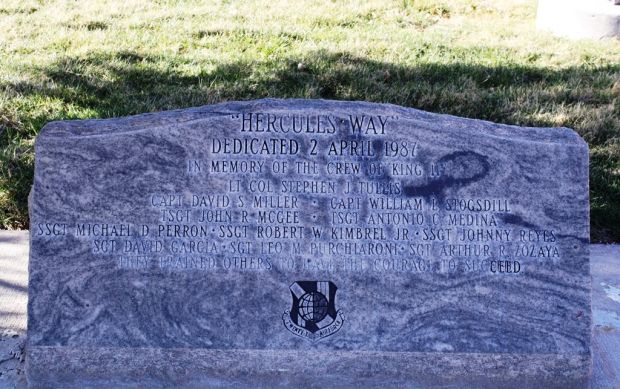 "HERCULES WAY"
DEDICATED 2 APRIL 1987
IN MEMORY OF THE CREW OF KING II
LT COL STEPHEN J TULLIS
CAPT DAVID S MILLER · CAPT WILLIAM L STOGSDILL
TSGT JOHN R MCGEE · TSGT ANTONIO C MEDINA
SSGT MICHAEL D PERRON · SSGT ROBERT W KIMBREL JR · SSGT JOHNNY REYES
SGT DAVID GARCIA · SGT LEO M PURCHIARONI · SGT ARTHUR R ZOZAYA
THEY TRAINED OTHERS TO HAVE THE COURAGE TO SUCCEED